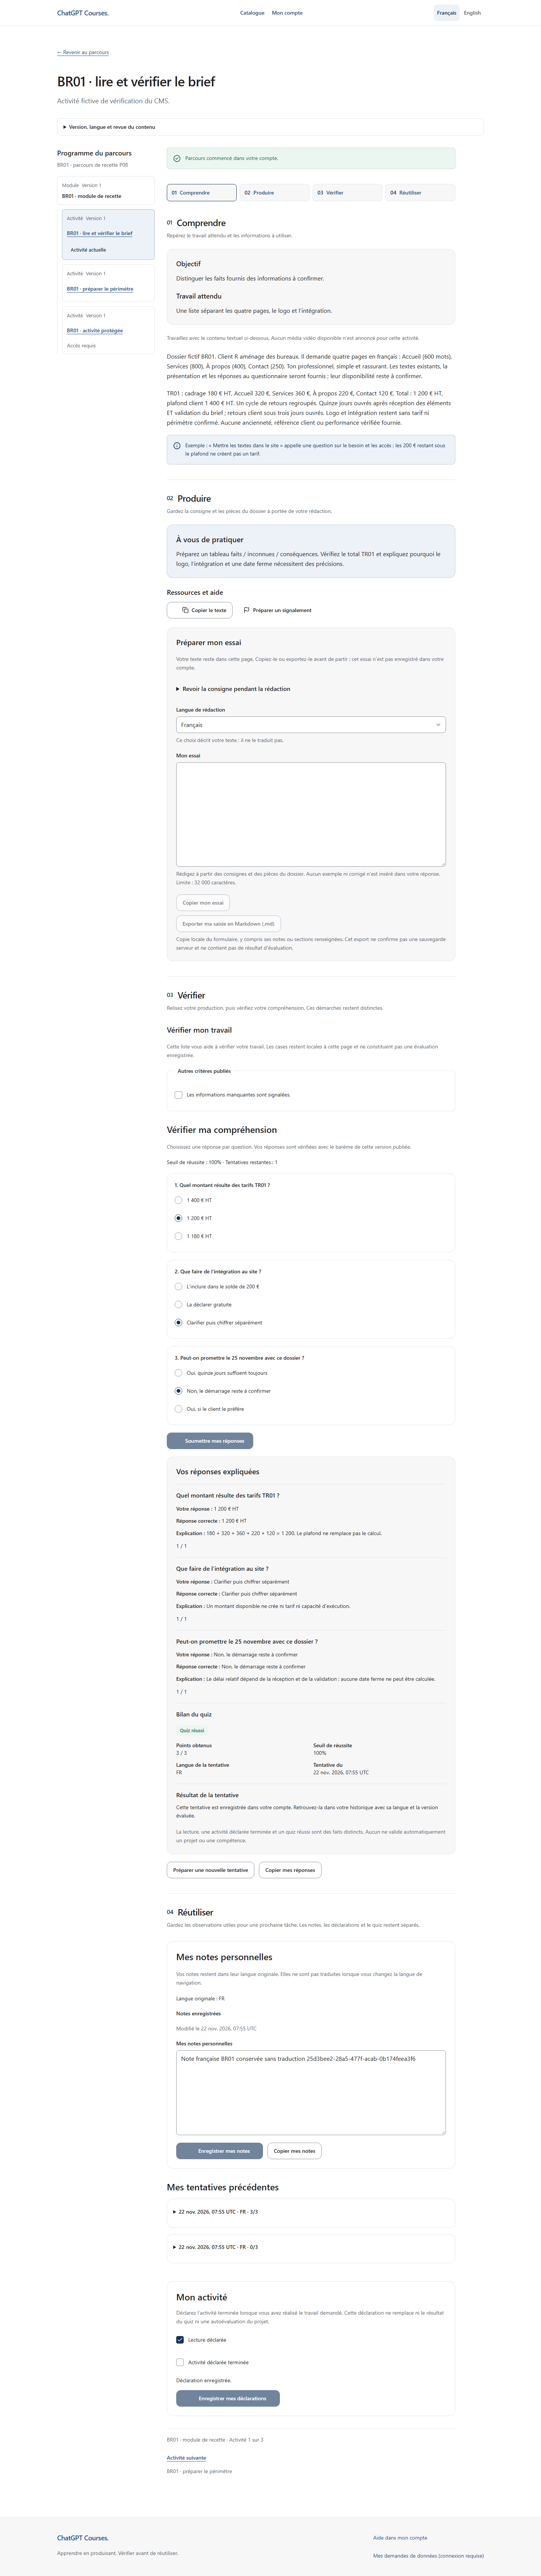 ChatGPT Courses.
Catalogue
Mon compte
Français
English
← Revenir au parcours
BR01 · lire et vérifier le brief
Activité fictive de vérification du CMS.
Version, langue et revue du contenu
Programme du parcours
BR01 · parcours de recette P08
Module Version 1
BR01 · module de recette
Activité Version 1
BR01 · lire et vérifier le brief
Activité actuelle
Activité Version 1
BR01 · préparer le périmètre
Activité Version 1
BR01 · activité protégée
Accès requis
Parcours commencé dans votre compte.
01 Comprendre
02 Produire
03 Vérifier
04 Réutiliser
01 Comprendre
Repérez le travail attendu et les informations à utiliser.
Objectif
Distinguer les faits fournis des informations à confirmer.
Travail attendu
Une liste séparant les quatre pages, le logo et l'intégration.
Travaillez avec le contenu textuel ci-dessous. Aucun média vidéo disponible n'est annoncé pour cette activité.
Dossier fictif BR01. Client R aménage des bureaux. Il demande quatre pages en français : Accueil (600 mots),
Services (800), À propos (400), Contact (250). Ton professionnel, simple et rassurant. Les textes existants, la
présentation et les réponses au questionnaire seront fournis ; leur disponibilité reste à confirmer.
TR01 : cadrage 180 € HT, Accueil 320 €, Services 360 €, À propos 220 €, Contact 120 €. Total : 1 200 € HT,
plafond client 1 400 € HT. Un cycle de retours regroupés. Quinze jours ouvrés après réception des éléments
ET validation du brief ; retours client sous trois jours ouvrés. Logo et intégration restent sans tarif ni
périmètre confirmé. Aucune ancienneté, référence client ou performance vérifiée fournie.
Exemple : « Mettre les textes dans le site » appelle une question sur le besoin et les accès ; les 200 € restant sous
le plafond ne créent pas un tarif.
02 Produire
Gardez la consigne et les pièces du dossier à portée de votre rédaction.
À vous de pratiquer
Préparez un tableau faits / inconnues / conséquences. Vérifiez le total TR01 et expliquez pourquoi le
logo, l'intégration et une date ferme nécessitent des précisions.
Ressources et aide
Copier le texte
Préparer un signalement
Préparer mon essai
Votre texte reste dans cette page. Copiez-le ou exportez-le avant de partir : cet essai n'est pas enregistré dans votre
compte.
Revoir la consigne pendant la rédaction
Langue de rédaction
Français
Ce choix décrit votre texte ; il ne le traduit pas.
Mon essai
Rédigez à partir des consignes et des pièces du dossier. Aucun exemple ni corrigé n'est inséré dans votre réponse.
Limite : 32 000 caractères.
Copier mon essai
Exporter ma saisie en Markdown (.md)
Copie locale du formulaire, y compris ses notes ou sections renseignées. Cet export ne confirme pas une sauvegarde
serveur et ne contient pas de résultat d'évaluation.
03 Vérifier
Relisez votre production, puis vérifiez votre compréhension. Ces démarches restent distinctes.
Vérifier mon travail
Cette liste vous aide à vérifier votre travail. Les cases restent locales à cette page et ne constituent pas une évaluation
enregistrée.
Autres critères publiés
Les informations manquantes sont signalées.
Vérifier ma compréhension
Choisissez une réponse par question. Vos réponses sont vérifiées avec le barème de cette version publiée.
Seuil de réussite : 100% · Tentatives restantes : 1
1. Quel montant résulte des tarifs TR01 ?
1 400 € HT
1 200 € HT
1 180 € HT
2. Que faire de l'intégration au site ?
L'inclure dans le solde de 200 €
La déclarer gratuite
Clarifier puis chiffrer séparément
3. Peut-on promettre le 25 novembre avec ce dossier ?
Oui, quinze jours suffisent toujours
Non, le démarrage reste à confirmer
Oui, si le client le préfère
Soumettre mes réponses
Vos réponses expliquées
Quel montant résulte des tarifs TR01 ?
Votre réponse : 1 200 € HT
Réponse correcte : 1 200 € HT
Explication : 180 + 320 + 360 + 220 + 120 = 1 200. Le plafond ne remplace pas le calcul.
1 / 1
Que faire de l'intégration au site ?
Votre réponse : Clarifier puis chiffrer séparément
Réponse correcte : Clarifier puis chiffrer séparément
Explication : Un montant disponible ne crée ni tarif ni capacité d'exécution.
1 / 1
Peut-on promettre le 25 novembre avec ce dossier ?
Votre réponse : Non, le démarrage reste à confirmer
Réponse correcte : Non, le démarrage reste à confirmer
Explication : Le délai relatif dépend de la réception et de la validation ; aucune date ferme ne peut être calculée.
1 / 1
Bilan du quiz
Quiz réussi
Points obtenus
3 / 3
Seuil de réussite
100%
Langue de la tentative
FR
Tentative du
22 nov. 2026, 07:55 UTC
Résultat de la tentative
Cette tentative est enregistrée dans votre compte. Retrouvez-la dans votre historique avec sa langue et la version
évaluée.
La lecture, une activité déclarée terminée et un quiz réussi sont des faits distincts. Aucun ne valide automatiquement
un projet ou une compétence.
Préparer une nouvelle tentative
Copier mes réponses
04 Réutiliser
Gardez les observations utiles pour une prochaine tâche. Les notes, les déclarations et le quiz restent séparés.
Mes notes personnelles
Vos notes restent dans leur langue originale. Elles ne sont pas traduites lorsque vous changez la langue de
navigation.
Langue originale : FR
Notes enregistrées
Modifié le 22 nov. 2026, 07:55 UTC
Mes notes personnelles
Note française BR01 conservée sans traduction 25d3bee2-28a5-477f-acab-0b174feea3f6
Enregistrer mes notes
Copier mes notes
Mes tentatives précédentes
22 nov. 2026, 07:55 UTC · FR · 3/3
22 nov. 2026, 07:55 UTC · FR · 0/3
Mon activité
Déclarez l'activité terminée lorsque vous avez réalisé le travail demandé. Cette déclaration ne remplace ni le résultat
du quiz ni une autoévaluation du projet.
Lecture déclarée
Activité déclarée terminée
Déclaration enregistrée.
Enregistrer mes déclarations
BR01 · module de recette · Activité 1 sur 3
Activité suivante
BR01 · préparer le périmètre
ChatGPT Courses.
Apprendre en produisant. Vérifier avant de réutiliser.
Aide dans mon compte
Mes demandes de données (connexion requise)